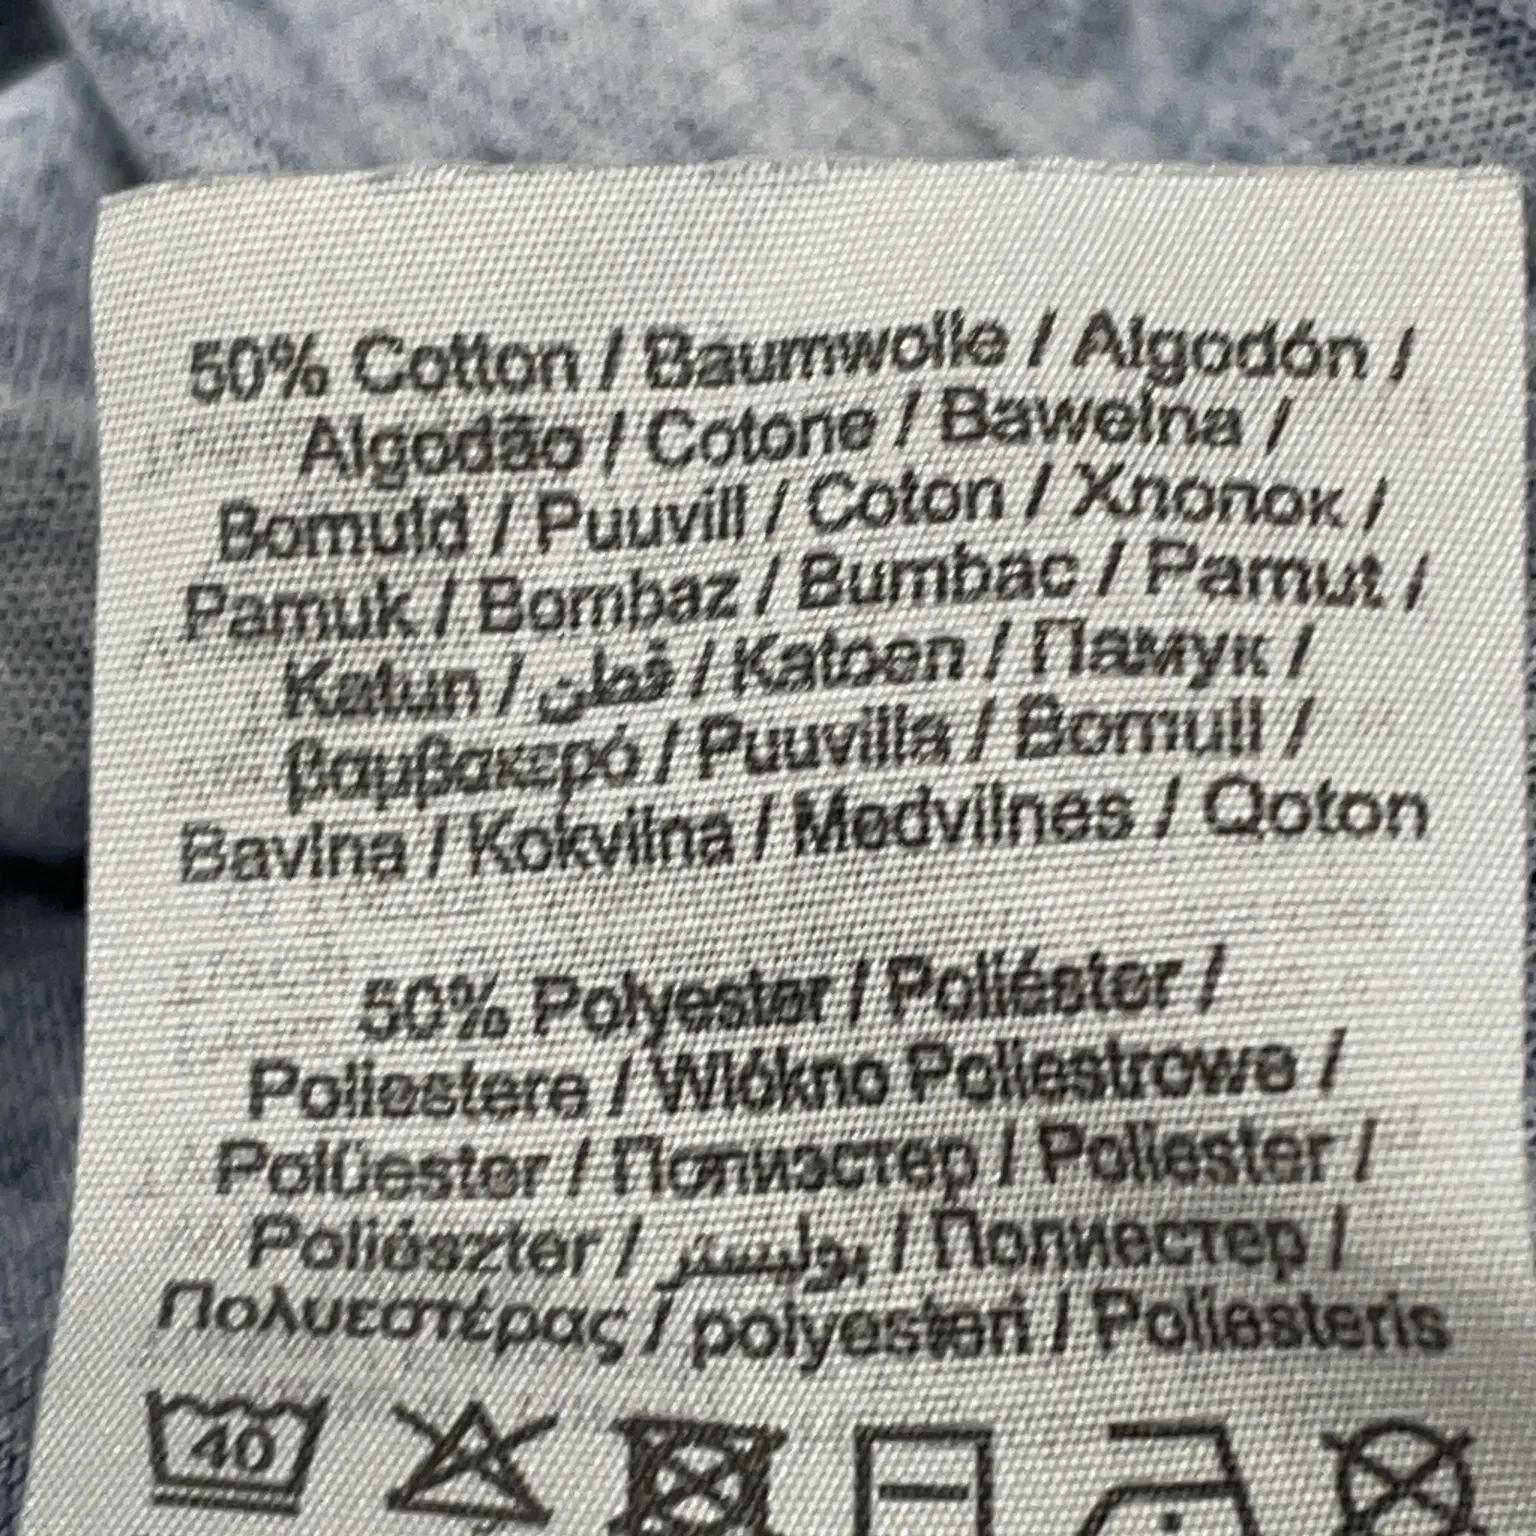 50% Cotton / Baumwolle / Algodón /
Algodão / Cotone / Bawełna /
Bomuld / Puuvill / Coton / Хлопок /
Pamuk / Bombaz / Bumbac / Pamut /
Katun / قطن / Katoen / Памук /
βαμβακερό / Puuvilla / Bomull /
Bavlna / Kokvilna / Medvilnės / Qoton
50% Polyester / Poliéster /
Poliestere / Włókno Poliestrowe /
Polüester / Полиэстер / Poliester /
Poliészter / بوليستر / Полиестер /
Πολυεστέρας / polyesteri / Poliesteris
40